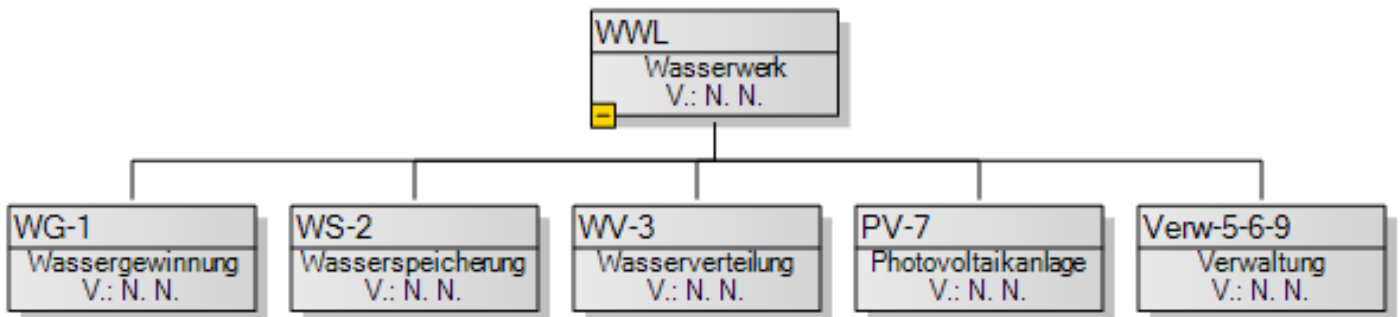 WWL
Wasserwerk
V.: N. N.
WG-1
Wassergewinnung
V.: N. N.
WS-2
Wasserspeicherung
V.: N. N.
WV-3
Wasserverteilung
V.: N. N.
PV-7
Photovoltaikanlage
V.: N. N.
Verw-5-6-9
Verwaltung
V.: N. N.